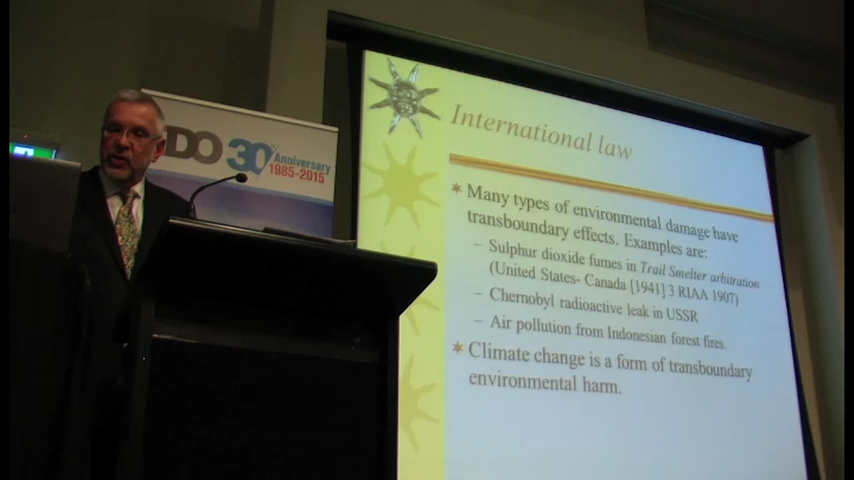 DO 30TH Anniversary
1985-2015
International law
Many types of environmental damage have
transboundary effects. Examples are:
– Sulphur dioxide fumes in Trail Smelter arbitration
(United States- Canada [1941] 3 RIAA 1907)
– Chernobyl radioactive leak in USSR
– Air pollution from Indonesian forest fires.
Climate change is a form of transboundary
environmental harm.